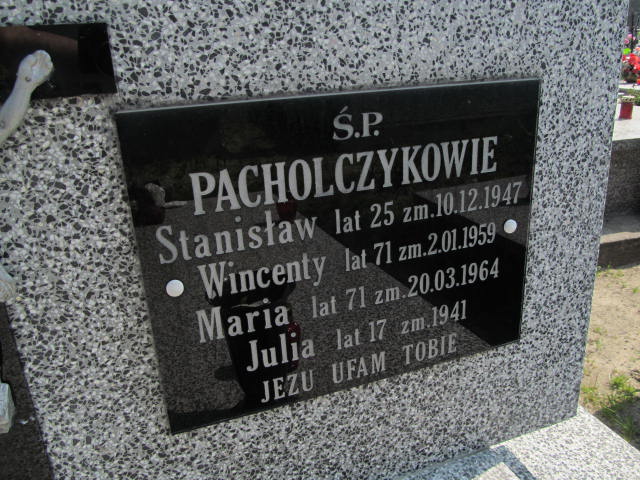 Ś.P.
PACHOLCZYKOWIE
Stanisław lat 25 zm.10.12.1947
Wincenty lat 71 zm.2.01.1959
Maria lat 71 zm.20.03.1964
Julia lat 17 zm.1941
JEZU UFAM TOBIE